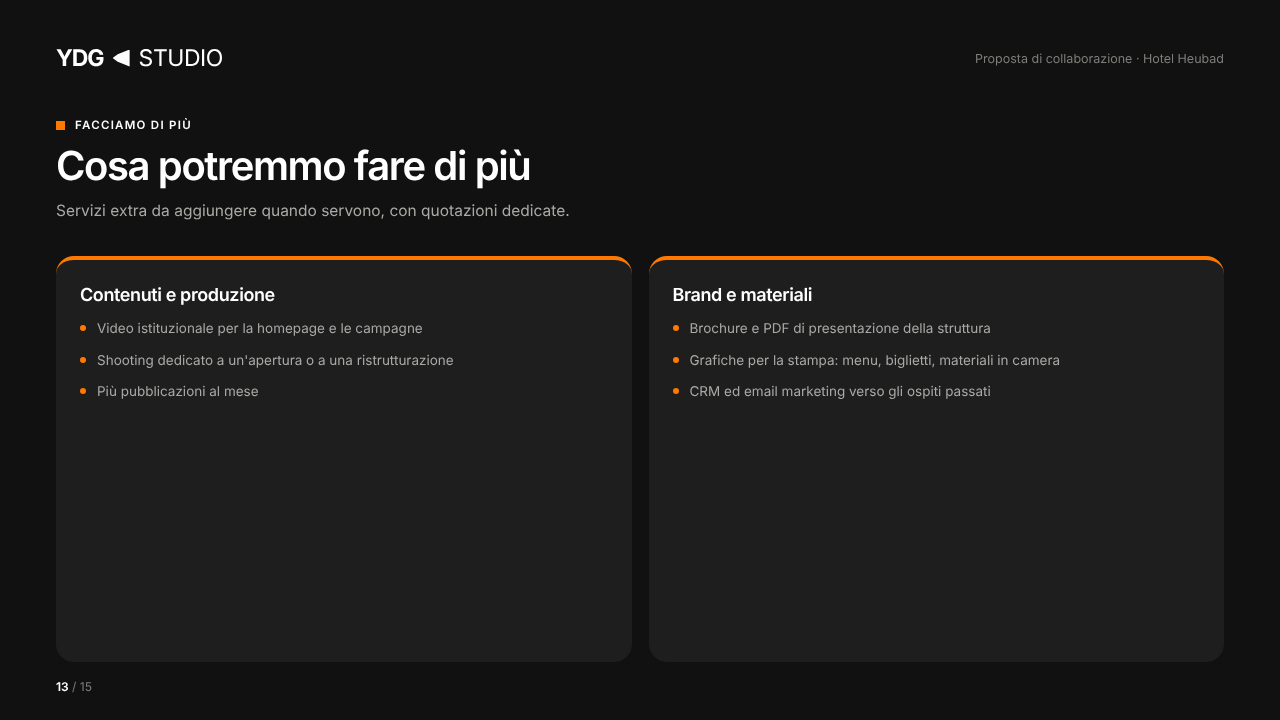 YDG STUDIO
Proposta di collaborazione · Hotel Heubad
FACCIAMO DI PIÙ
Cosa potremmo fare di più
Servizi extra da aggiungere quando servono, con quotazioni dedicate.
Contenuti e produzione
Video istituzionale per la homepage e le campagne
Shooting dedicato a un'apertura o a una ristrutturazione
Più pubblicazioni al mese
Brand e materiali
Brochure e PDF di presentazione della struttura
Grafiche per la stampa: menu, biglietti, materiali in camera
CRM ed email marketing verso gli ospiti passati
13 / 15